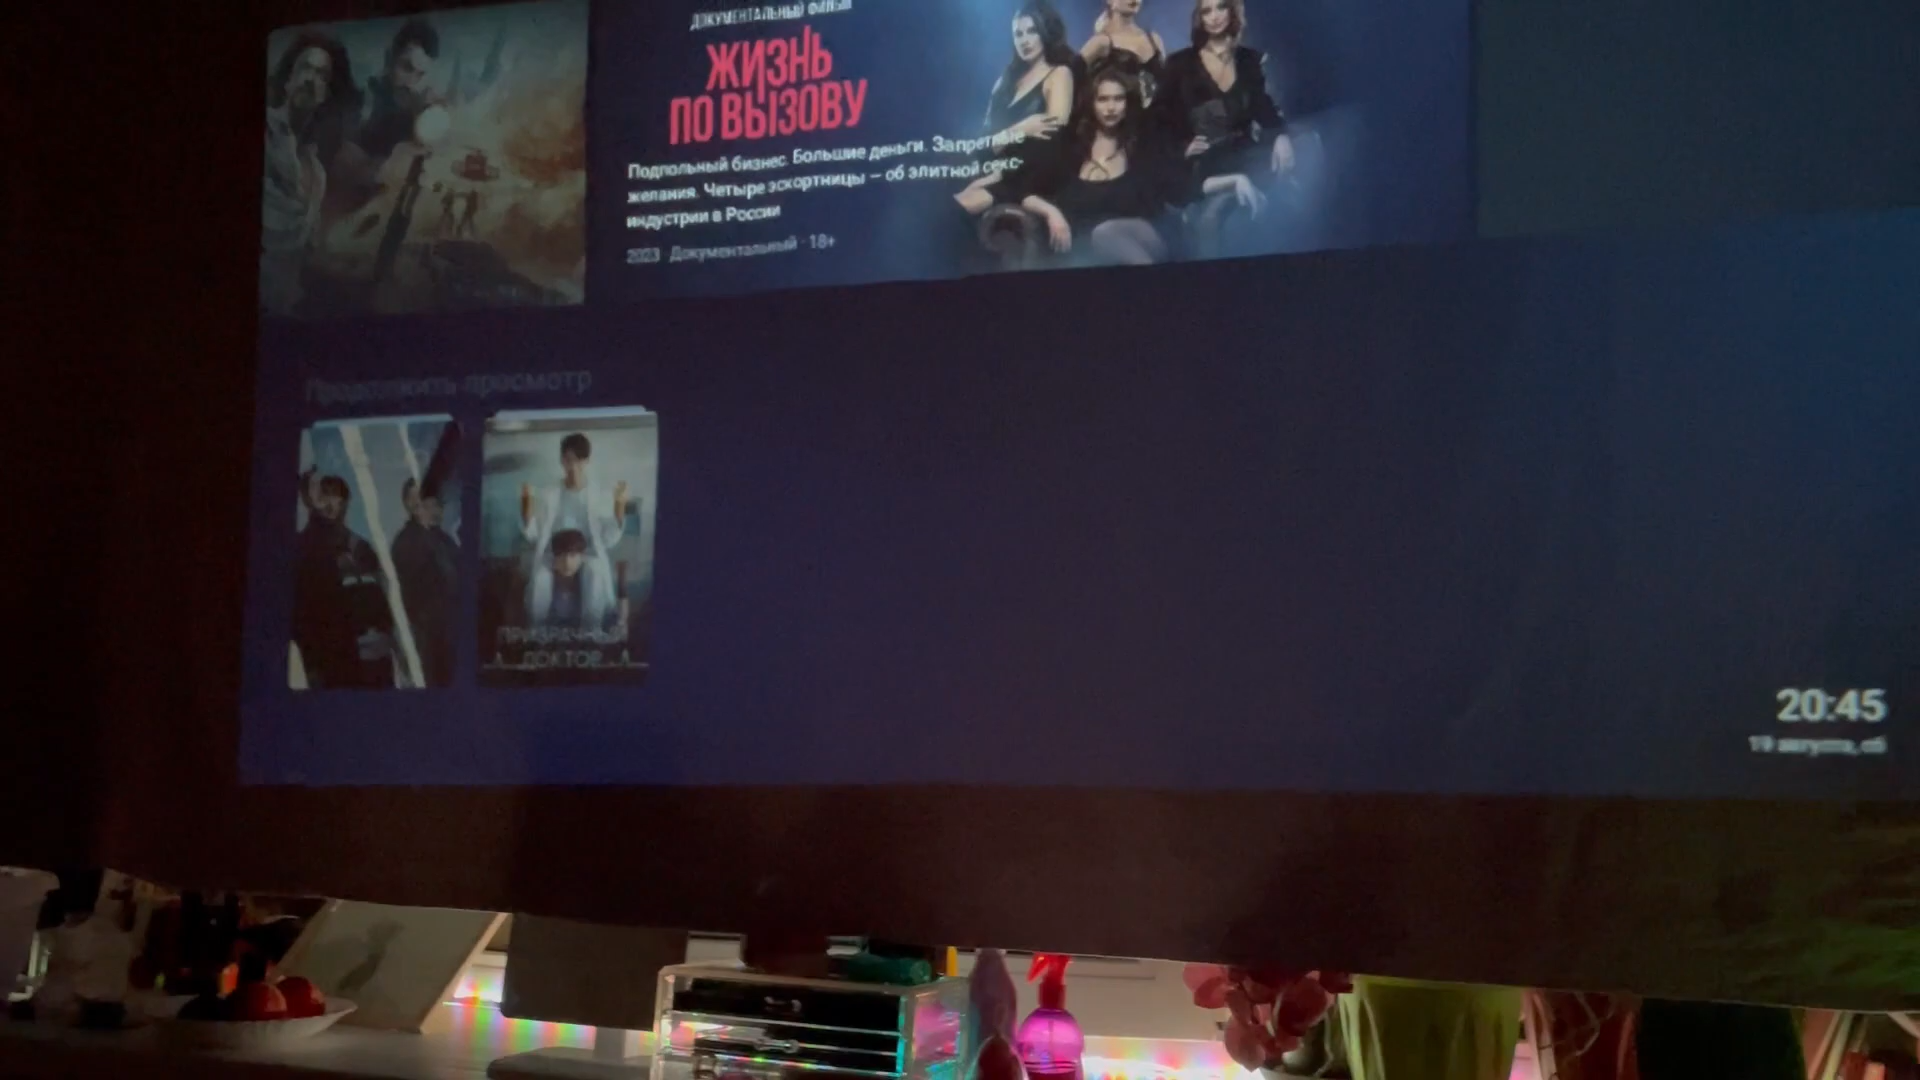 ДОКУМЕНТАЛЬНЫЙ ФИЛЬМ
ЖИЗНЬ
ПО ВЫЗОВУ
Подпольный бизнес. Большие деньги. Запретные
желания. Четыре эскортницы – об элитной секс-
индустрии в России
2023 Документальный · 18+
Продолжить просмотр
ПРИЗРАЧНЫЙ
ДОКТОР
20:45
19 августа, сб